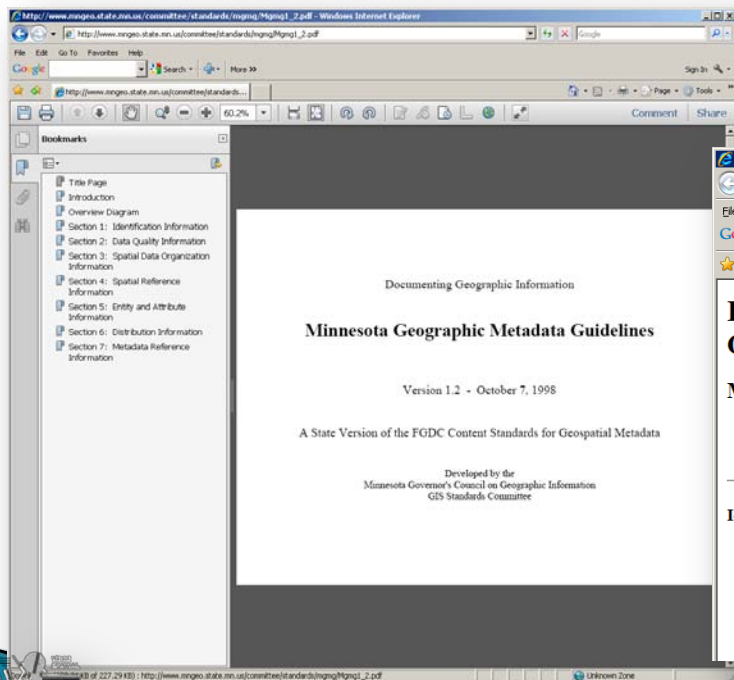 http://www.mngeo.state.mn.us/committee/standards/mgmg/Mgmg1_2.pdf - Windows Internet Explorer
http://www.mngeo.state.mn.us/committee/standards/mgmg/Mgmg1_2.pdf
Google
File Edit Go To Favorites Help
Google Search More >> Sign In
http://www.mngeo.state.mn.us/committee/standards... Page Tools
60.2% Comment Share
Bookmarks
Title Page
Introduction
Overview Diagram
Section 1: Identification Information
Section 2: Data Quality Information
Section 3: Spatial Data Organization
Information
Section 4: Spatial Reference
Information
Section 5: Entity and Attribute
Information
Section 6: Distribution Information
Section 7: Metadata Reference
Information
Documenting Geographic Information
Minnesota Geographic Metadata Guidelines
Version 1.2 - October 7, 1998
A State Version of the FGDC Content Standards for Geospatial Metadata
Developed by the
Minnesota Governor's Council on Geographic Information
GIS Standards Committee
of 227.29 KB) : http://www.mngeo.state.mn.us/committee/standards/mgmg/Mgmg1_2.pdf
Unknown Zone